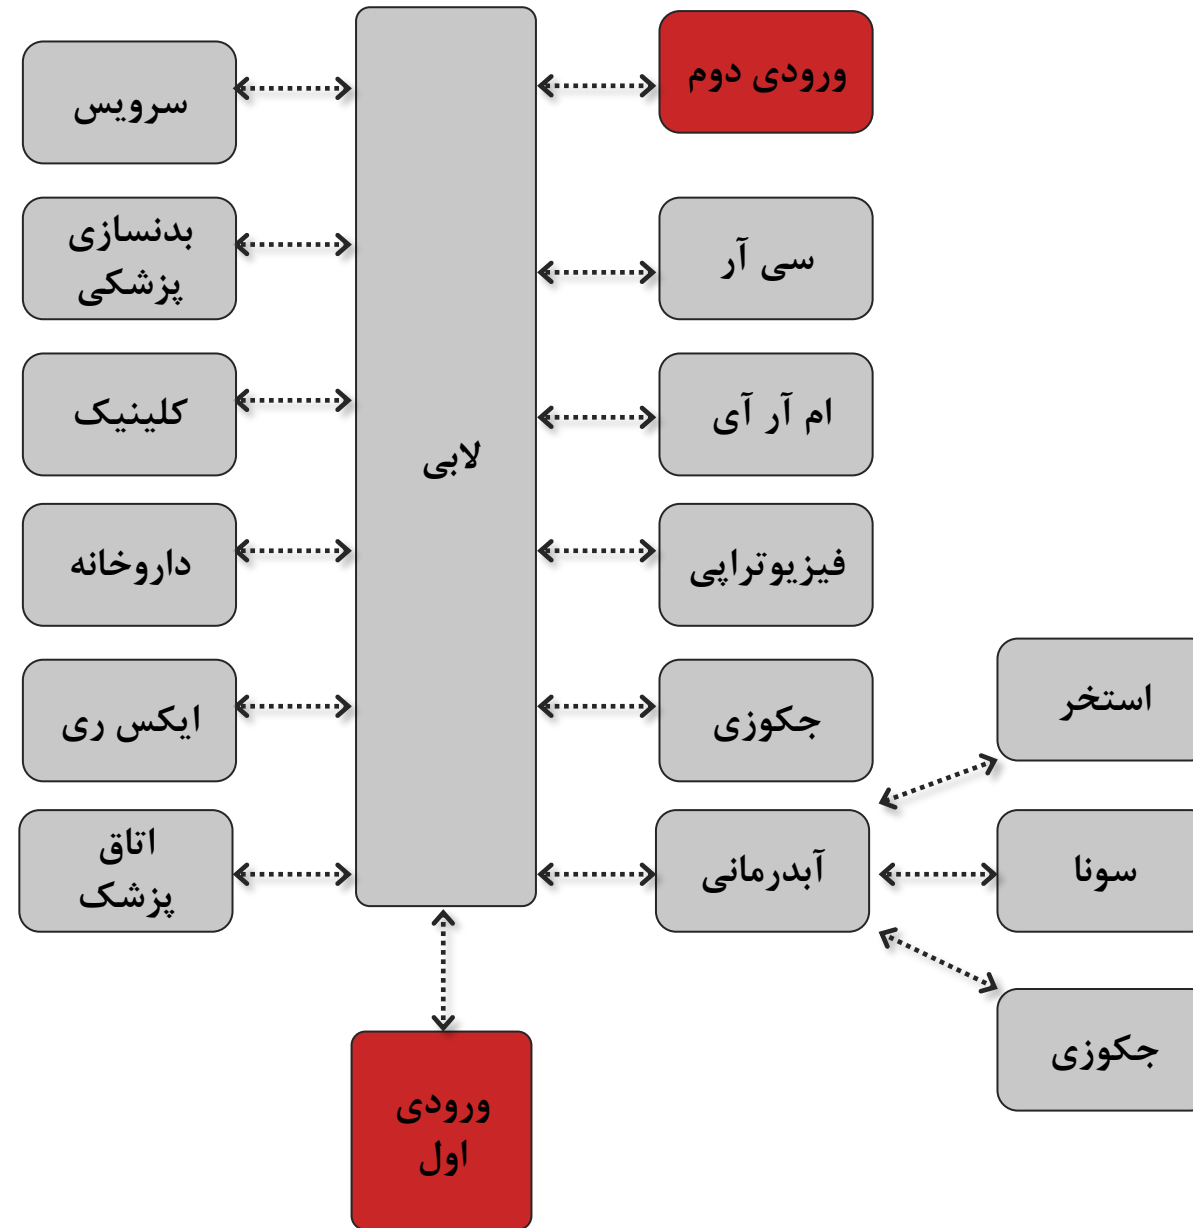 ورودی دوم
سرویس
سی آر
بدنسازی
پزشکی
ام آر آی
کلینیک
لابی
فیزیوتراپی
داروخانه
استخر
جکوزی
ایکس ری
سونا
آبدرمانی
اتاق
پزشک
جکوزی
ورودی
اول